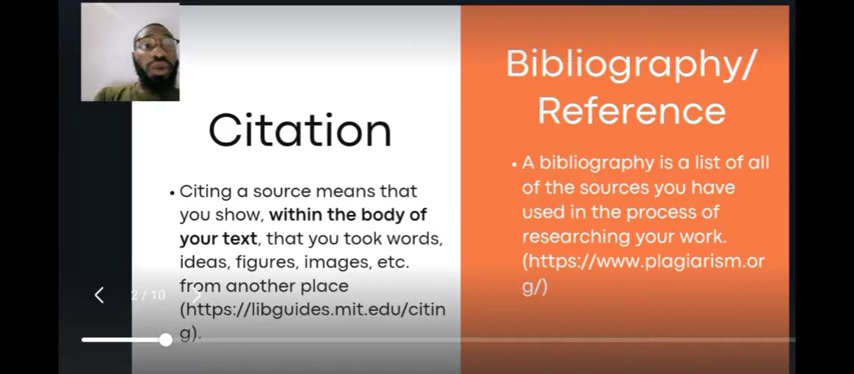 Citation
• Citing a source means that
you show, within the body of
your text, that you took words,
ideas, figures, images, etc.
from another place
(https://libguides.mit.edu/citin
g).
2 / 10
Bibliography/
Reference
• A bibliography is a list of all
of the sources you have
used in the process of
researching your work.
(https://www.plagiarism.or
g/)